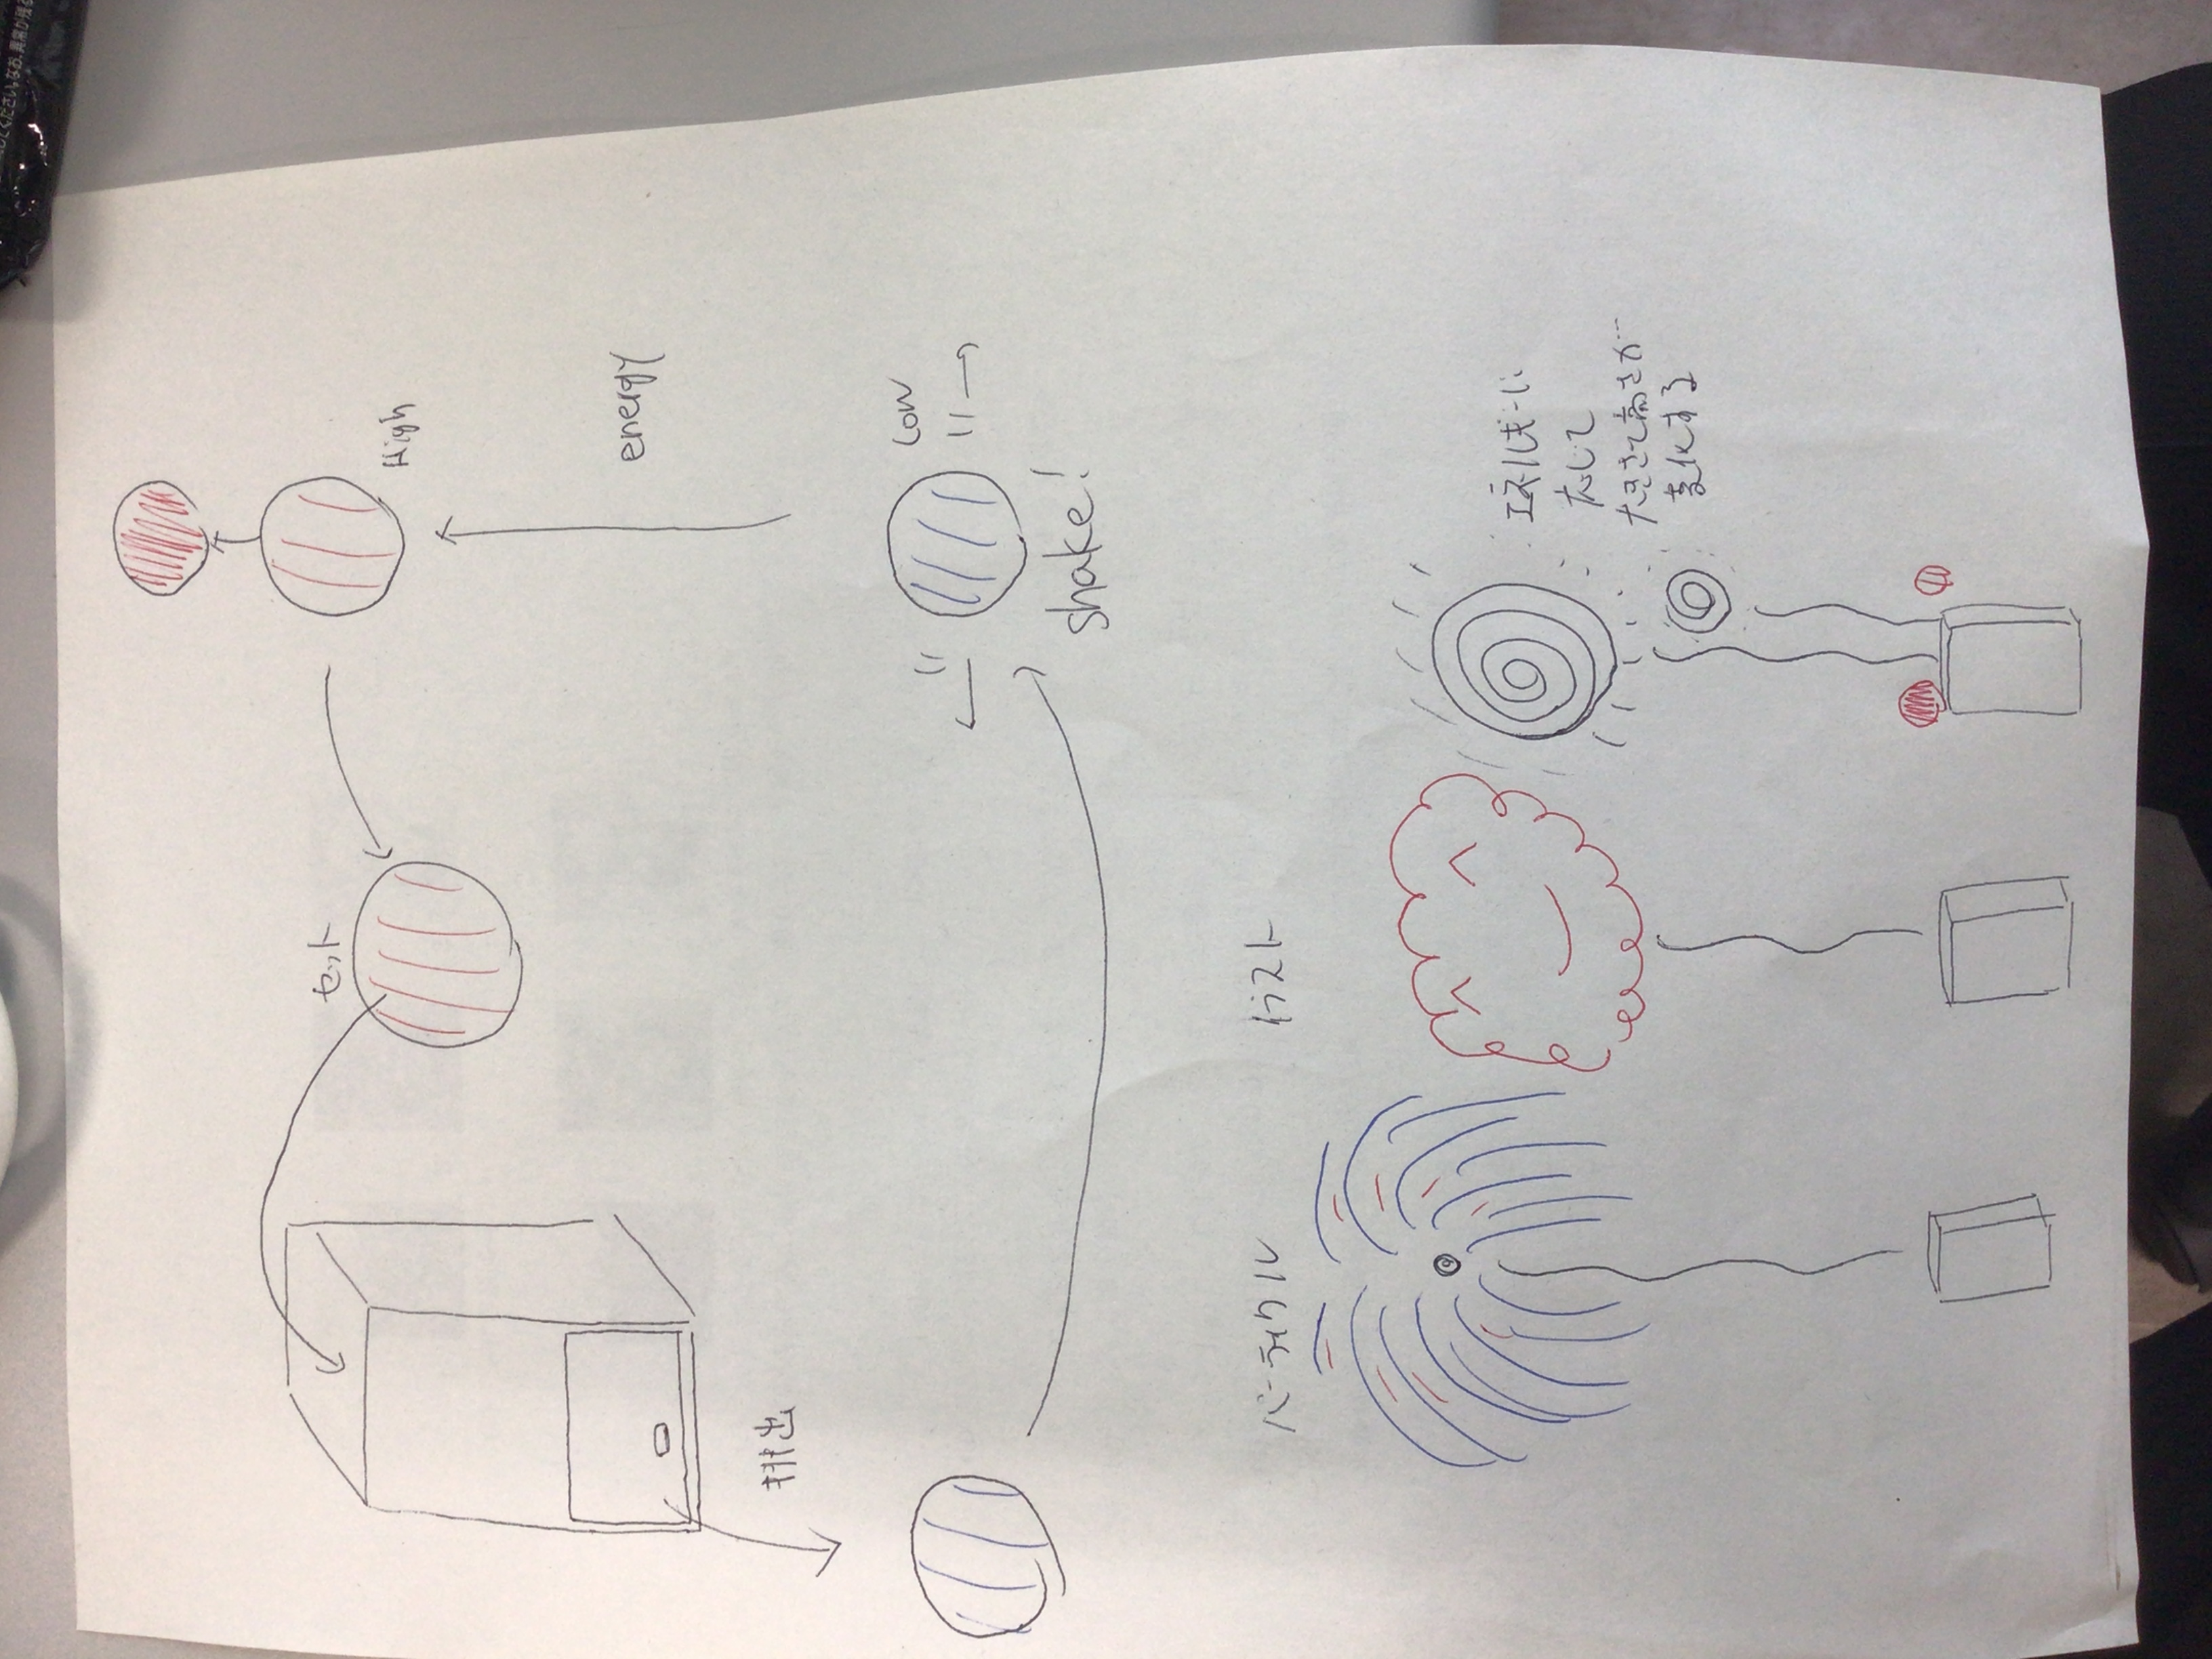 してください。なお、異常が残る
セット
High
energy
排出
Low
shake!
パーティクル
イラスト
エネルギーに
応じて
大きさて高さが
変化する